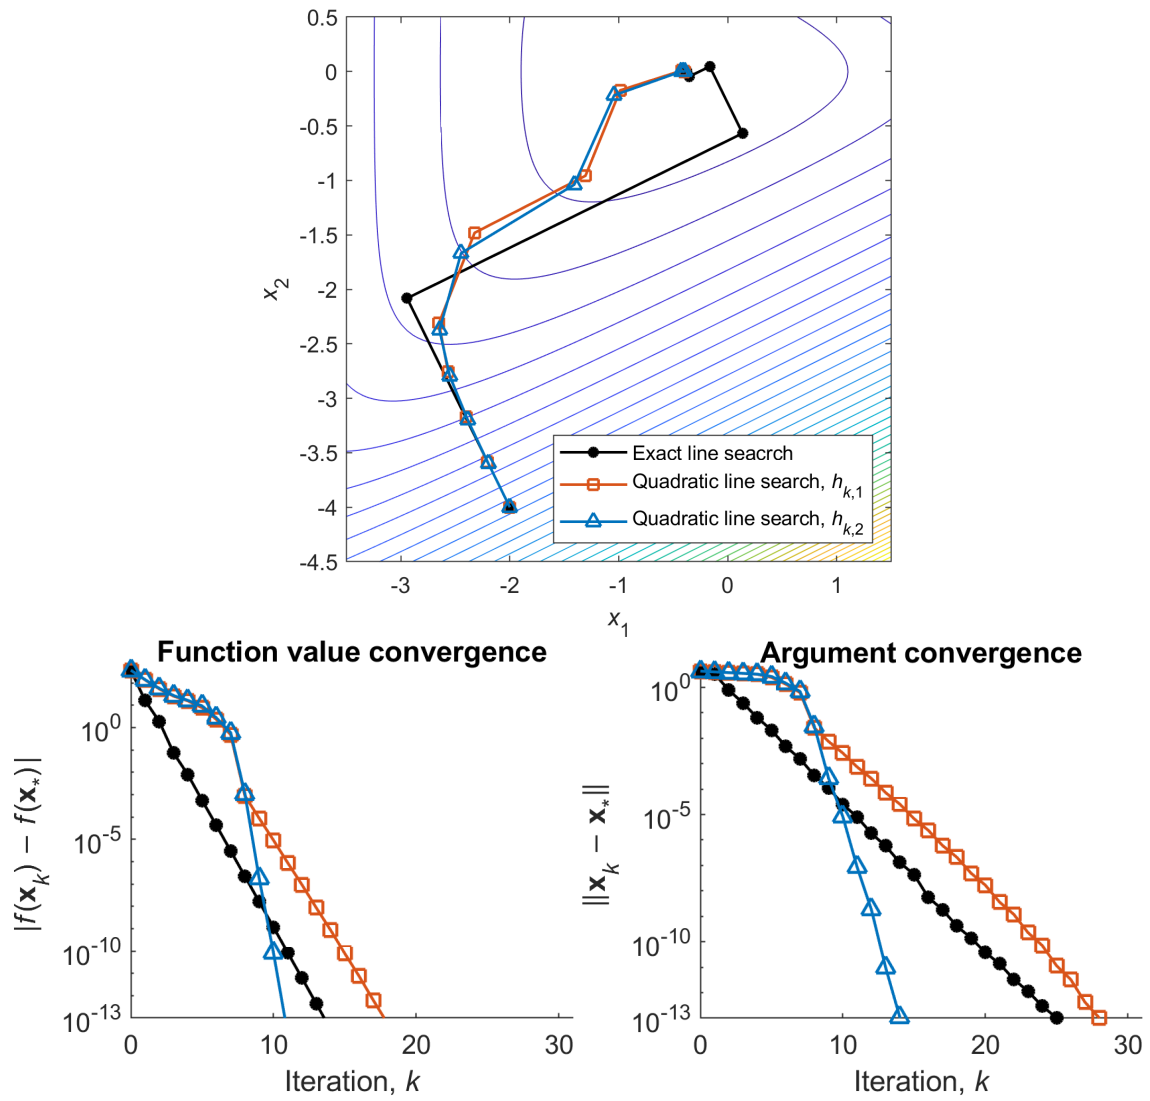 0.5
0
-0.5
-1
-1.5
-2
-2.5
-3
-3.5
-4
-4.5
x2
Exact line seacrch
Quadratic line search, hk,1
Quadratic line search, hk,2
-3 -2 -1 0 1
x1
Function value convergence
10^0
10^-5
10^-10
10^-13
|f(xk) − f(x*)|
0 10 20 30
Iteration, k
Argument convergence
10^0
10^-5
10^-10
10^-13
||xk − x*||
0 10 20 30
Iteration, k